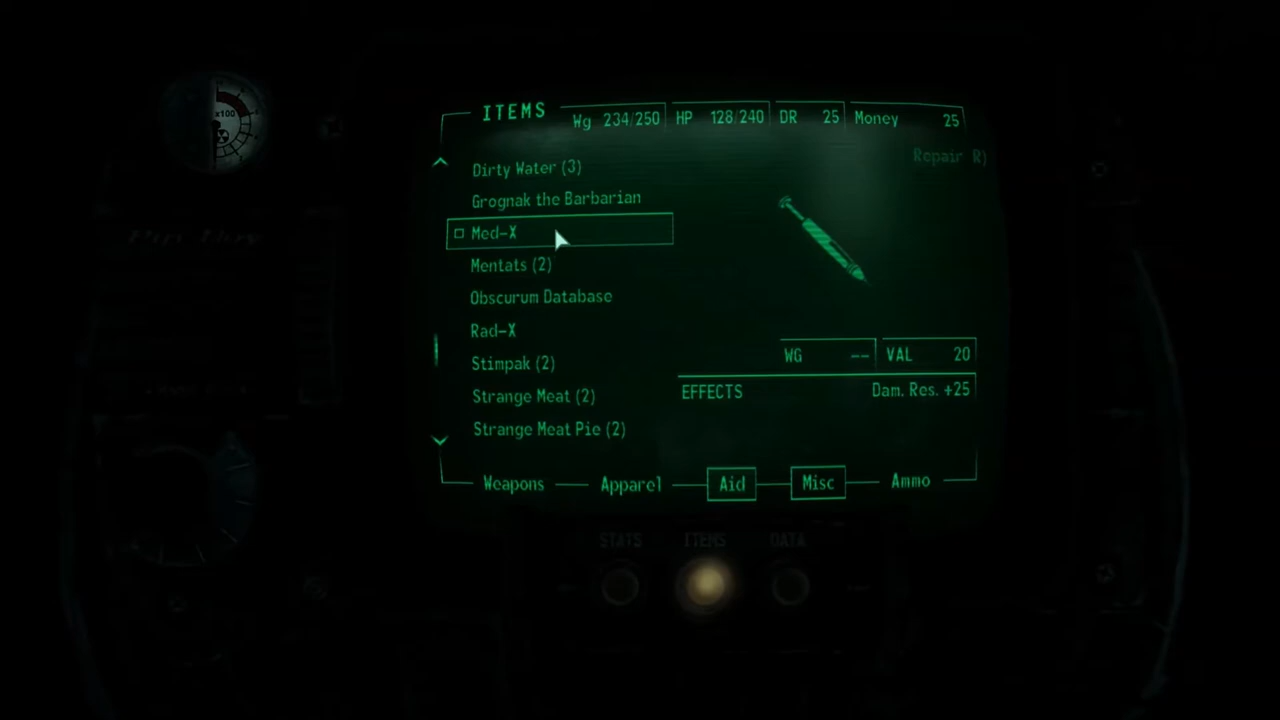 ITEMS
Wg 234/250 HP 128/240 DR 25 Money 25
x100
Repair R)
Dirty Water (3)
Grognak the Barbarian
Med-X
Mentats (2)
Obscurum Database
Rad-X
Stimpak (2)
Strange Meat (2)
Strange Meat Pie (2)
WG -- VAL 20
EFFECTS Dam. Res. +25
Weapons Apparel Aid Misc Ammo
STATS ITEMS DATA